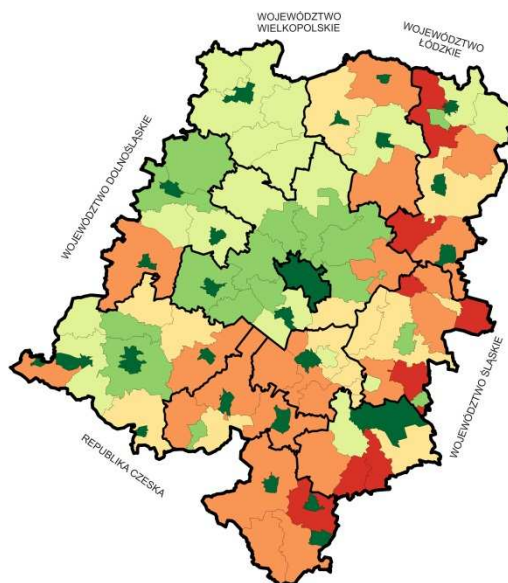 WOJEWÓDZTWO
WIELKOPOLSKIE
WOJEWÓDZTWO
ŁÓDZKIE
WOJEWÓDZTWO DOLNOŚLĄSKIE
WOJEWÓDZTWO ŚLĄSKIE
REPUBLIKA CZESKA